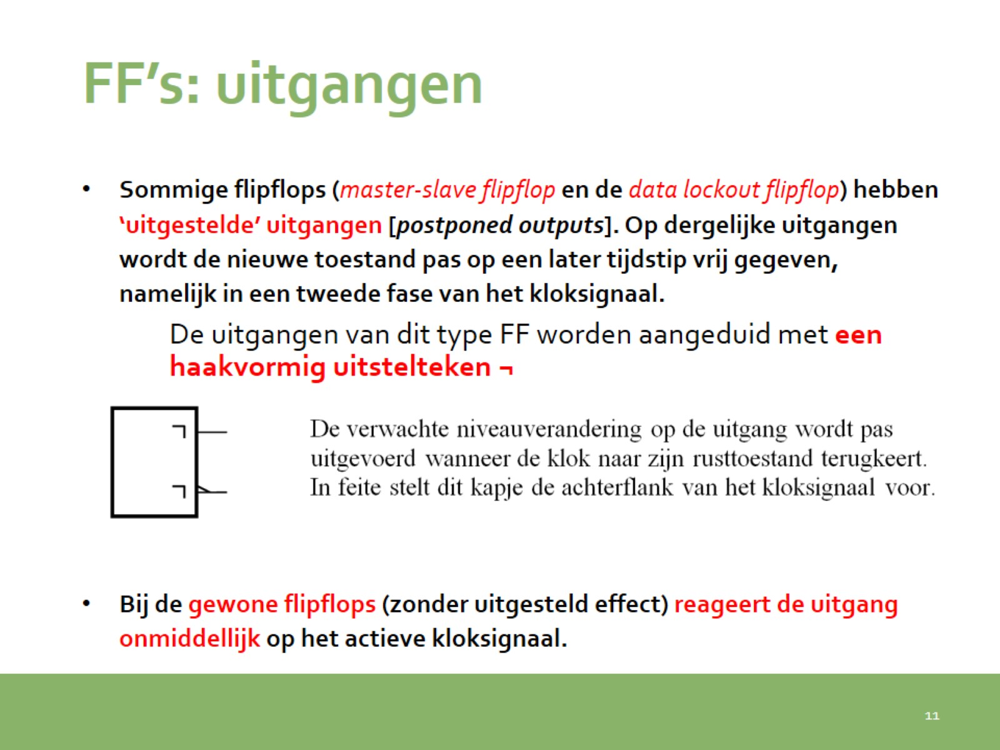 FF’s: uitgangen
• Sommige flipflops (master-slave flipflop en de data lockout flipflop) hebben
‘uitgestelde’ uitgangen [postponed outputs]. Op dergelijke uitgangen
wordt de nieuwe toestand pas op een later tijdstip vrij gegeven,
namelijk in een tweede fase van het kloksignaal.
De uitgangen van dit type FF worden aangeduid met een
haakvormig uitstelteken ¬
¬
¬
De verwachte niveauverandering op de uitgang wordt pas
uitgevoerd wanneer de klok naar zijn rusttoestand terugkeert.
In feite stelt dit kapje de achterflank van het kloksignaal voor.
• Bij de gewone flipflops (zonder uitgesteld effect) reageert de uitgang
onmiddellijk op het actieve kloksignaal.
11